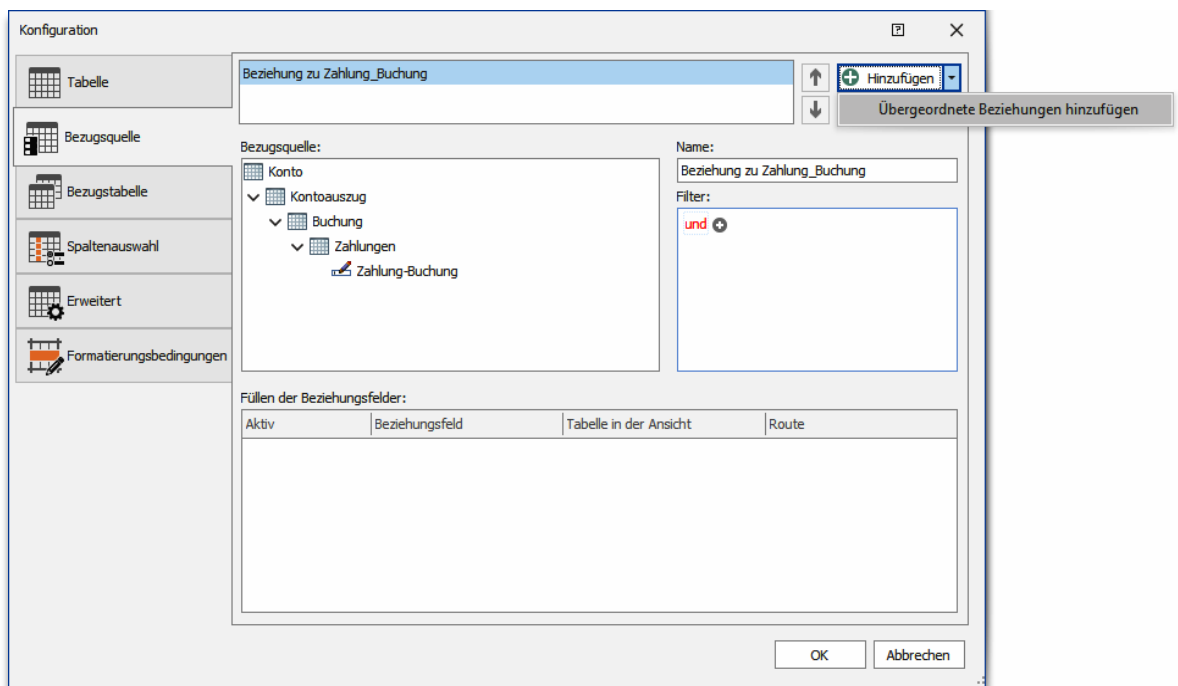 Konfiguration
Tabelle
Bezugsquelle
Bezugstabelle
Spaltenauswahl
Erweitert
Formatierungsbedingungen
Beziehung zu Zahlung_Buchung
Hinzufügen
Übergeordnete Beziehungen hinzufügen
Bezugsquelle:
Konto
Kontoauszug
Buchung
Zahlungen
Zahlung-Buchung
Name:
Beziehung zu Zahlung_Buchung
Filter:
und
Füllen der Beziehungsfelder:
Aktiv Beziehungsfeld Tabelle in der Ansicht Route
OK Abbrechen